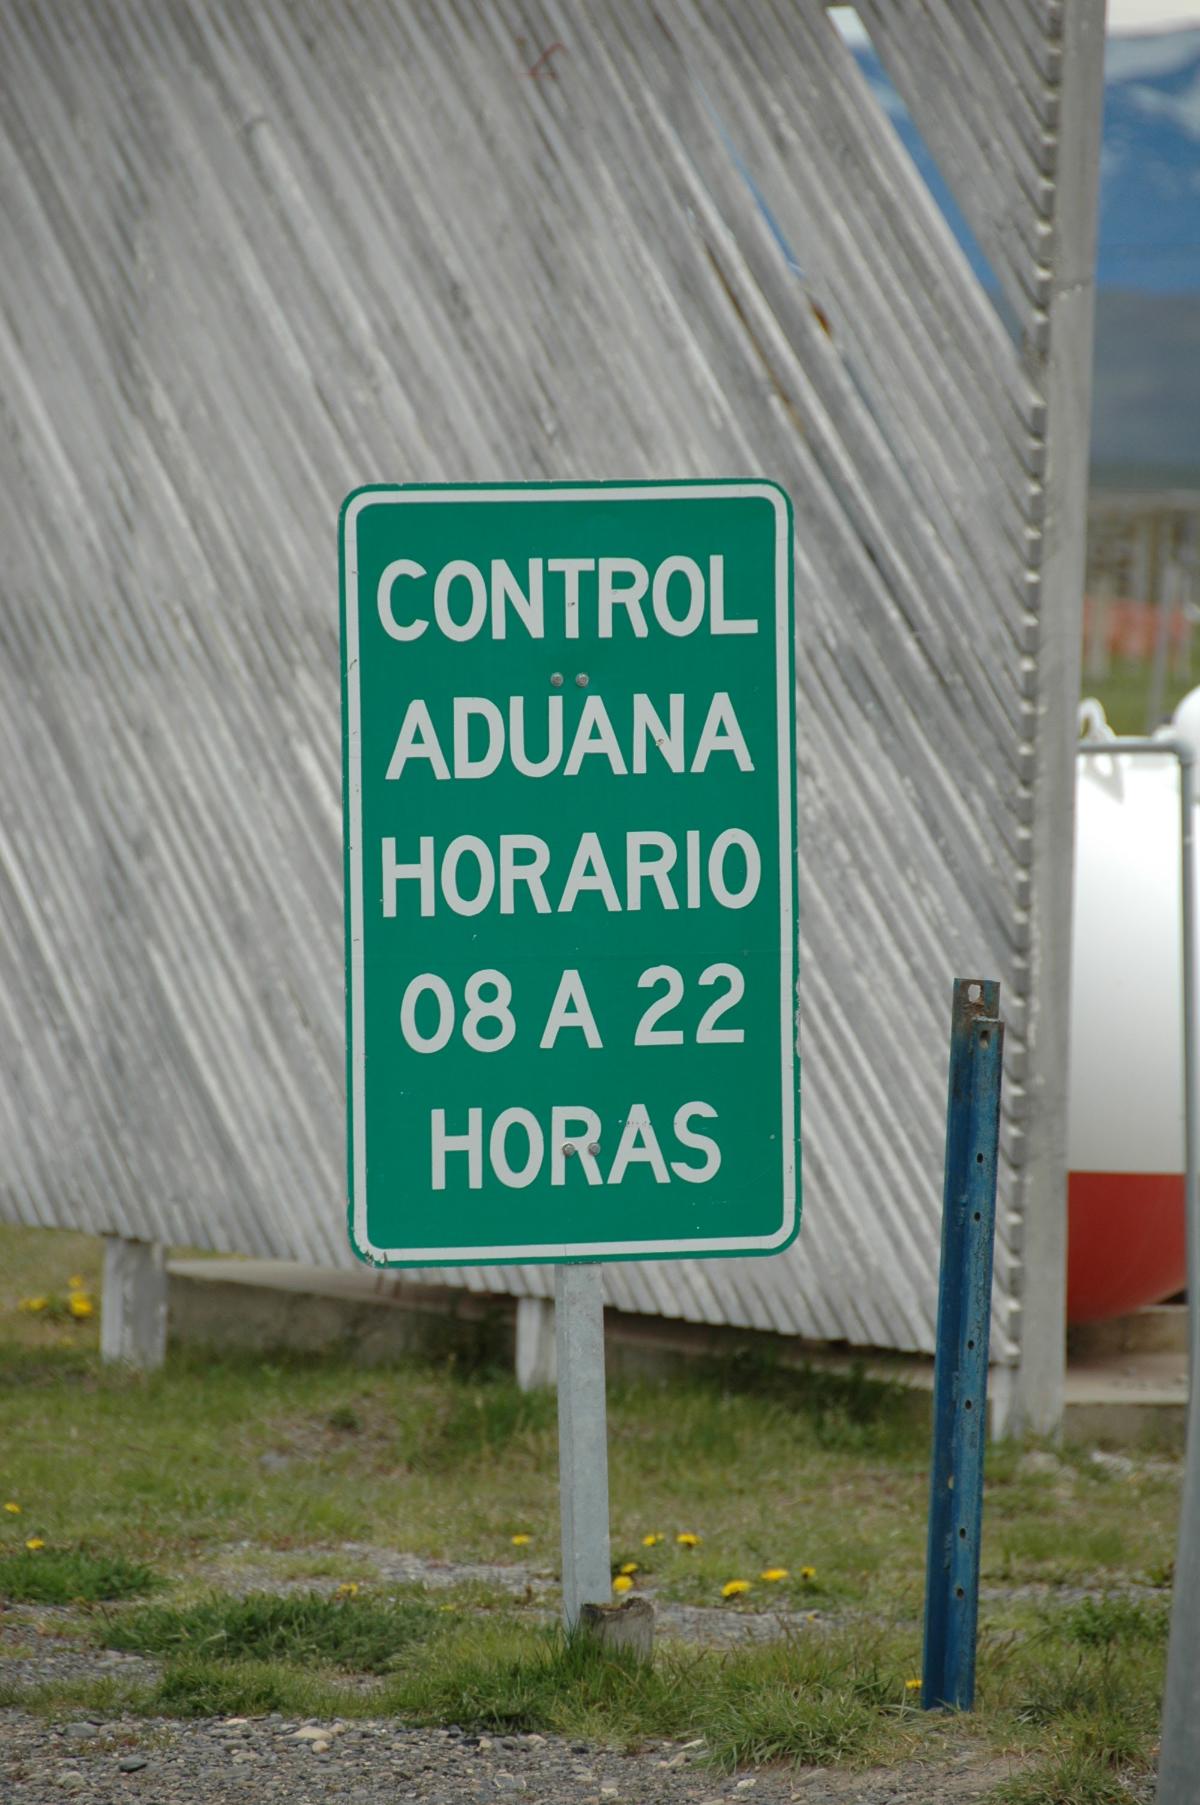 CONTROL
ADUANA
HORARIO
08 A 22
HORAS